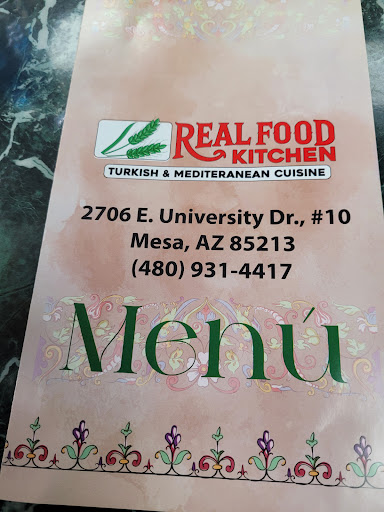 REAL FOOD
KITCHEN
TURKISH & MEDITERANEAN CUISINE
2706 E. University Dr., #10
Mesa, AZ 85213
(480) 931-4417
Menú